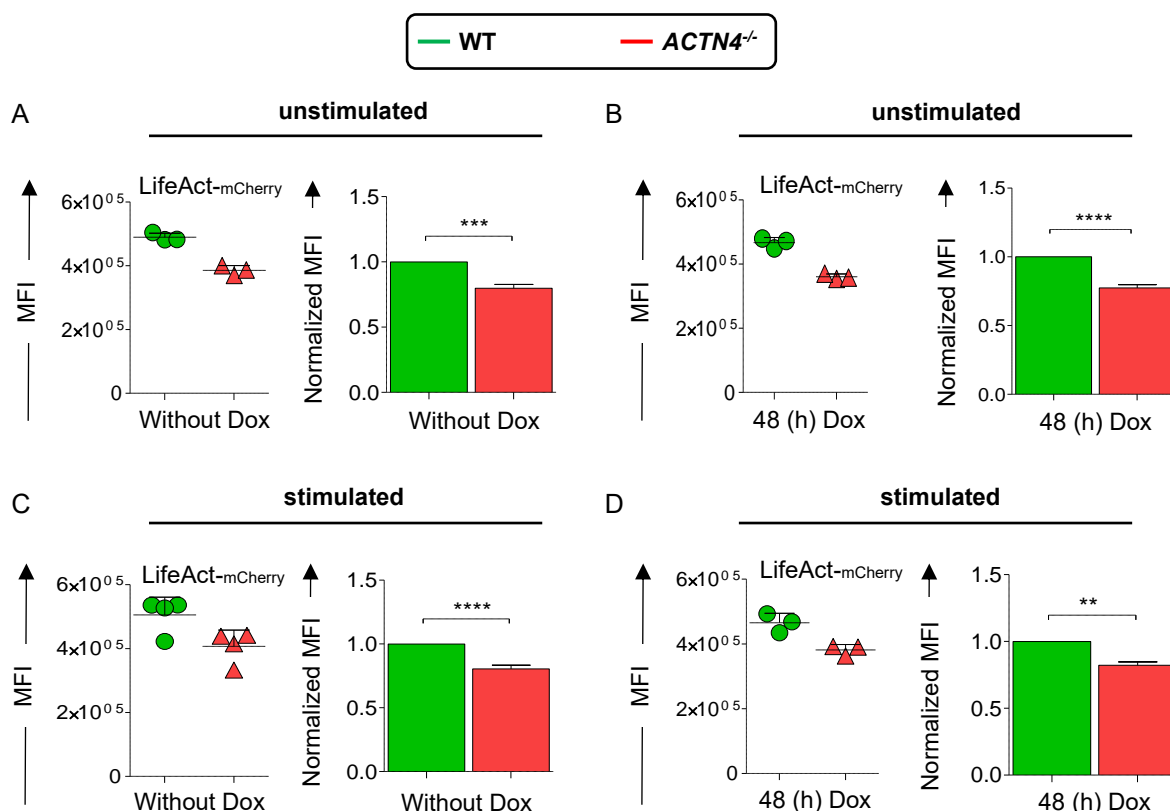 WT ACTN4-/-
A
unstimulated
MFI
LifeAct-mCherry
6×10⁰⁵
4×10⁰⁵
2×10⁰⁵
0
Without Dox
Normalized MFI
1.5
1.0
0.5
0.0
***
Without Dox
B
unstimulated
MFI
LifeAct-mCherry
6×10⁰⁵
4×10⁰⁵
2×10⁰⁵
0
48 (h) Dox
Normalized MFI
1.5
1.0
0.5
0.0
****
48 (h) Dox
C
stimulated
MFI
LifeAct-mCherry
6×10⁰⁵
4×10⁰⁵
2×10⁰⁵
0
Without Dox
Normalized MFI
1.5
1.0
0.5
0.0
****
Without Dox
D
stimulated
MFI
LifeAct-mCherry
6×10⁰⁵
4×10⁰⁵
2×10⁰⁵
0
48 (h) Dox
Normalized MFI
1.5
1.0
0.5
0.0
**
48 (h) Dox